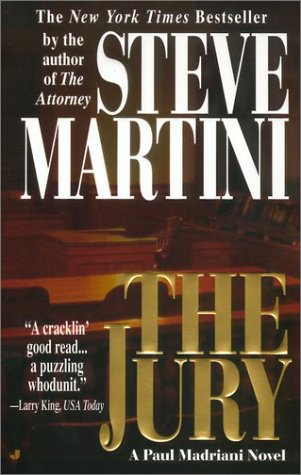 The New York Times Bestseller
by the
author of
The
Attorney
STEVE
MARTINI
"A cracklin'
good read...
a puzzling
whodunit."
—Larry King, USA Today
THE
JURY
A Paul Madriani Novel
J